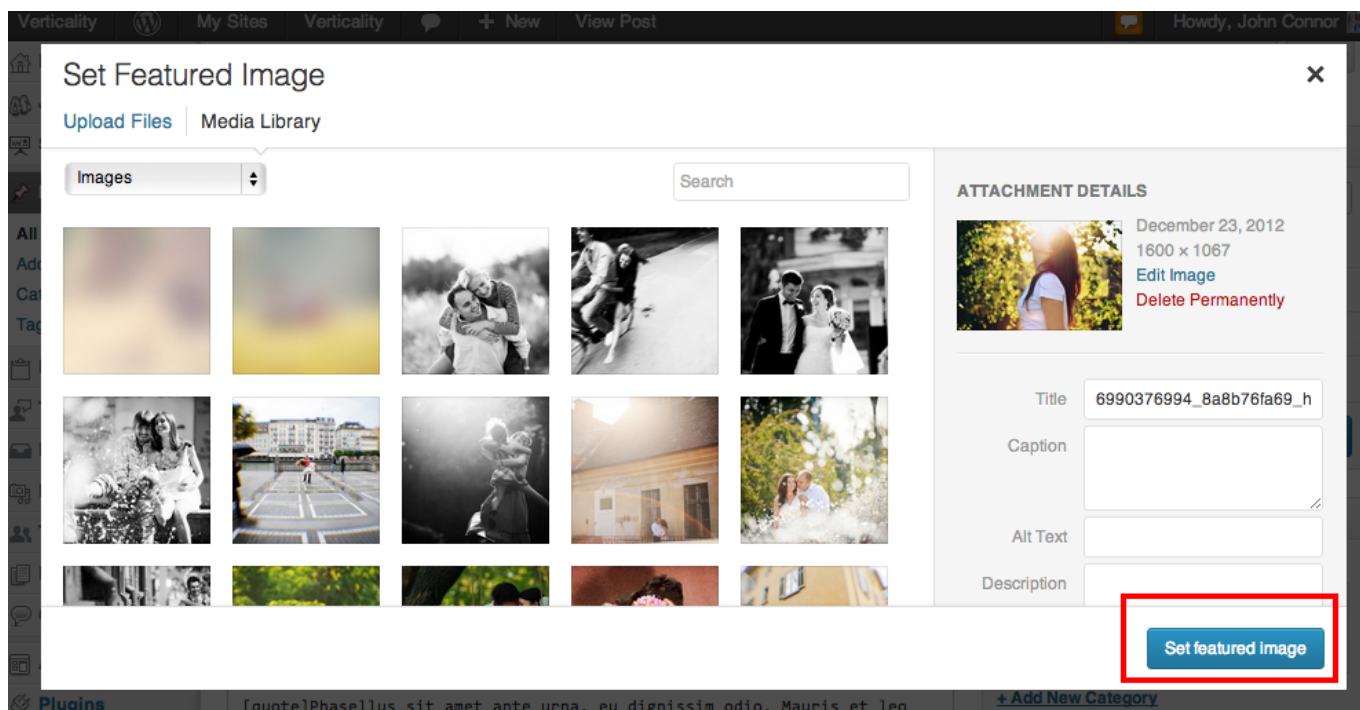 Verticality My Sites Verticality + New View Post Howdy, John Connor
Set Featured Image
Upload Files Media Library
Images
Search
ATTACHMENT DETAILS
December 23, 2012
1600 × 1067
Edit Image
Delete Permanently
Title 6990376994_8a8b76fa69_h
Caption
Alt Text
Description
Set featured image
All
+ Add New Category
Plugins
[quote]Phasellus sit amet ante urna, eu dignissim odio. Mauris et leo